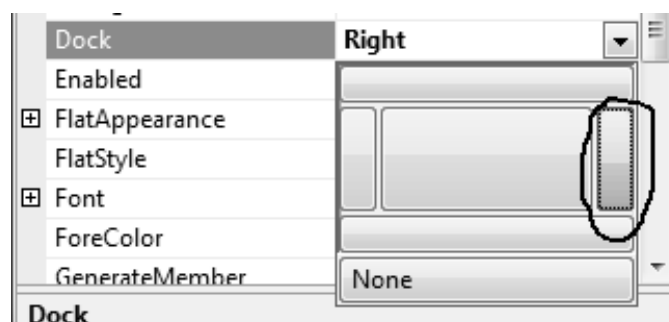 Dock Right
Enabled
FlatAppearance
FlatStyle
Font
ForeColor
GenerateMember None
Dock